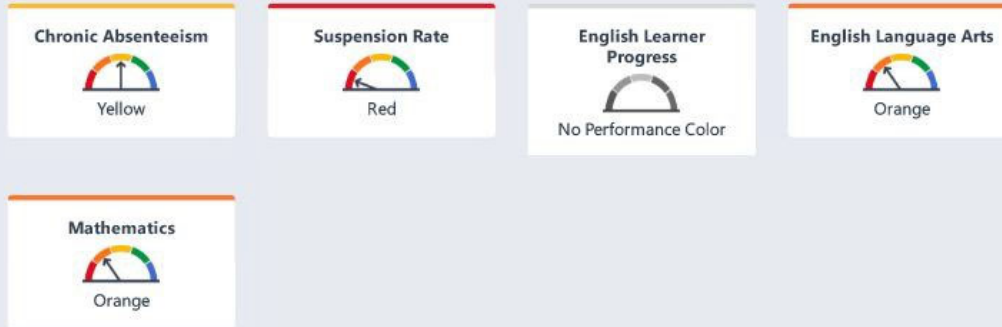 Chronic Absenteeism
Yellow
Suspension Rate
Red
English Learner
Progress
No Performance Color
English Language Arts
Orange
Mathematics
Orange